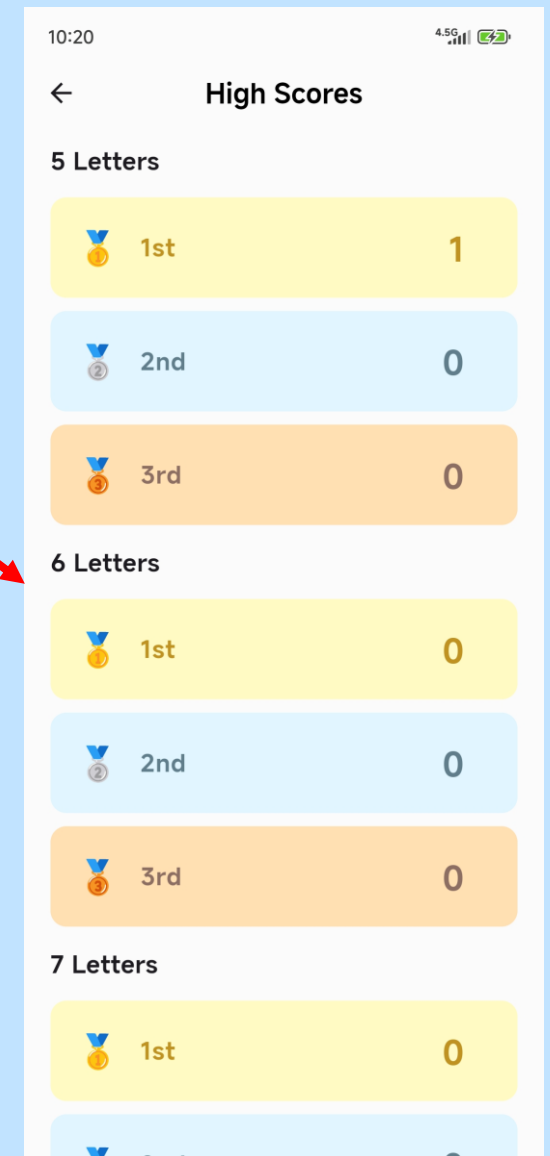 10:20 4.5G
High Scores
5 Letters
1st 1
2nd 0
3rd 0
6 Letters
1st 0
2nd 0
3rd 0
7 Letters
1st 0